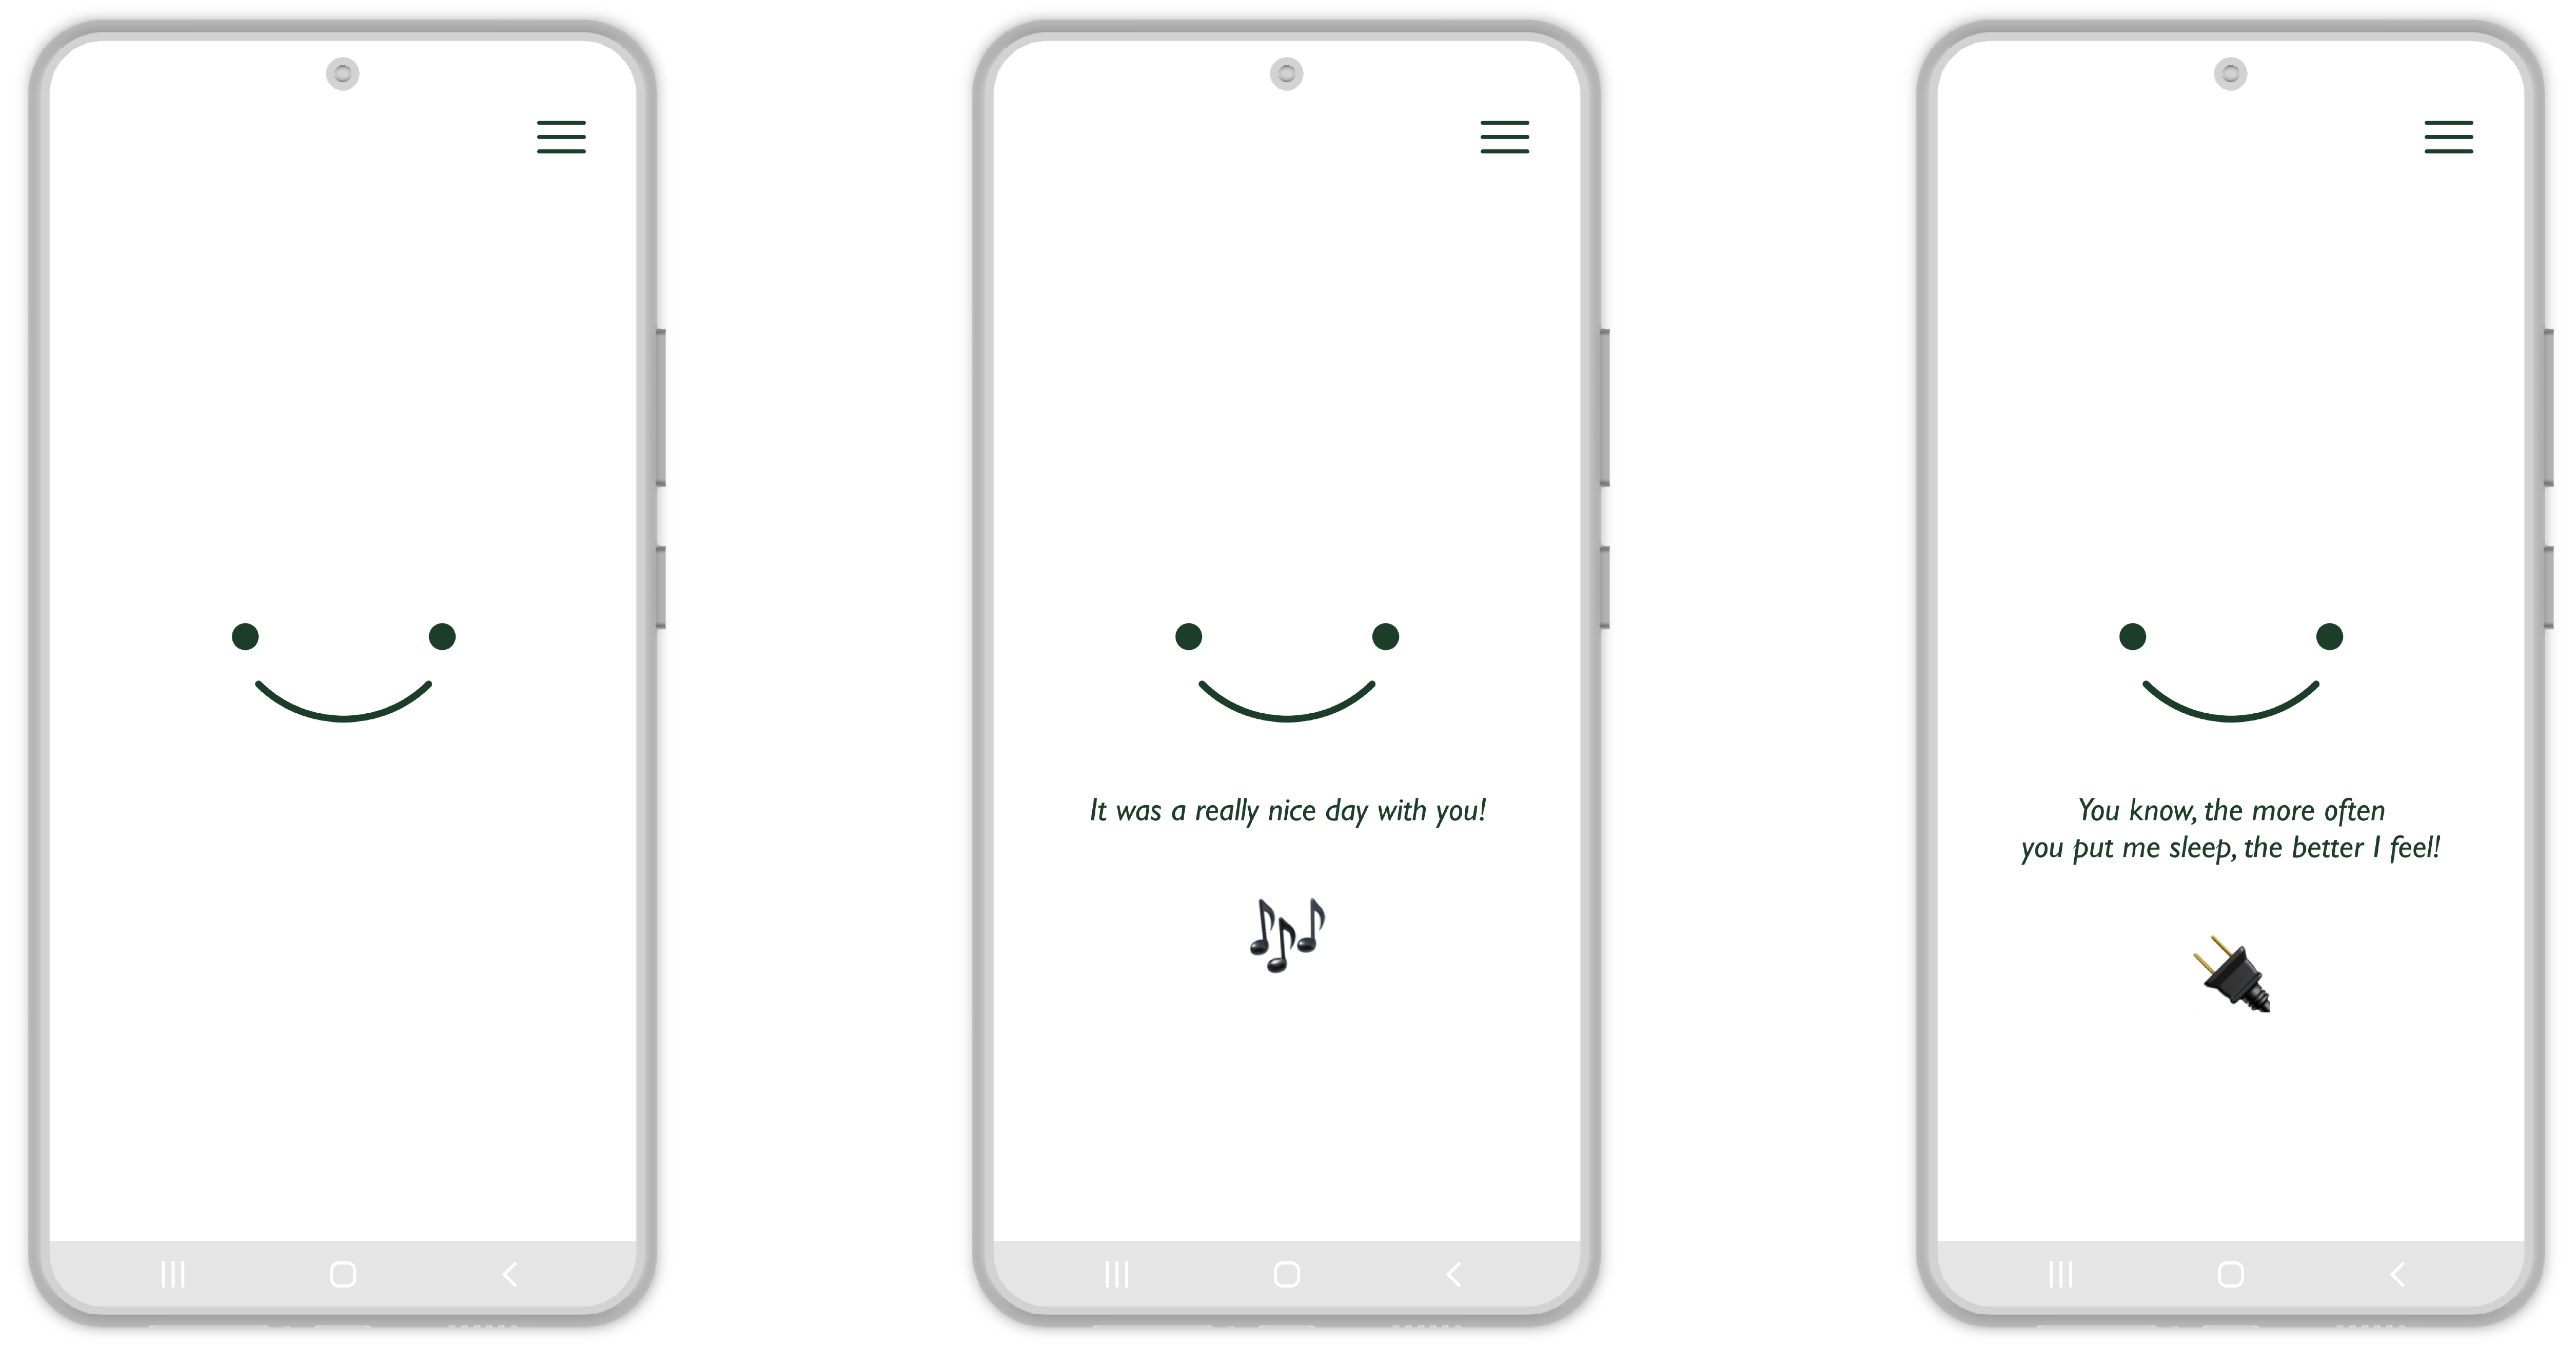 It was a really nice day with you!
You know, the more often
you put me sleep, the better I feel!